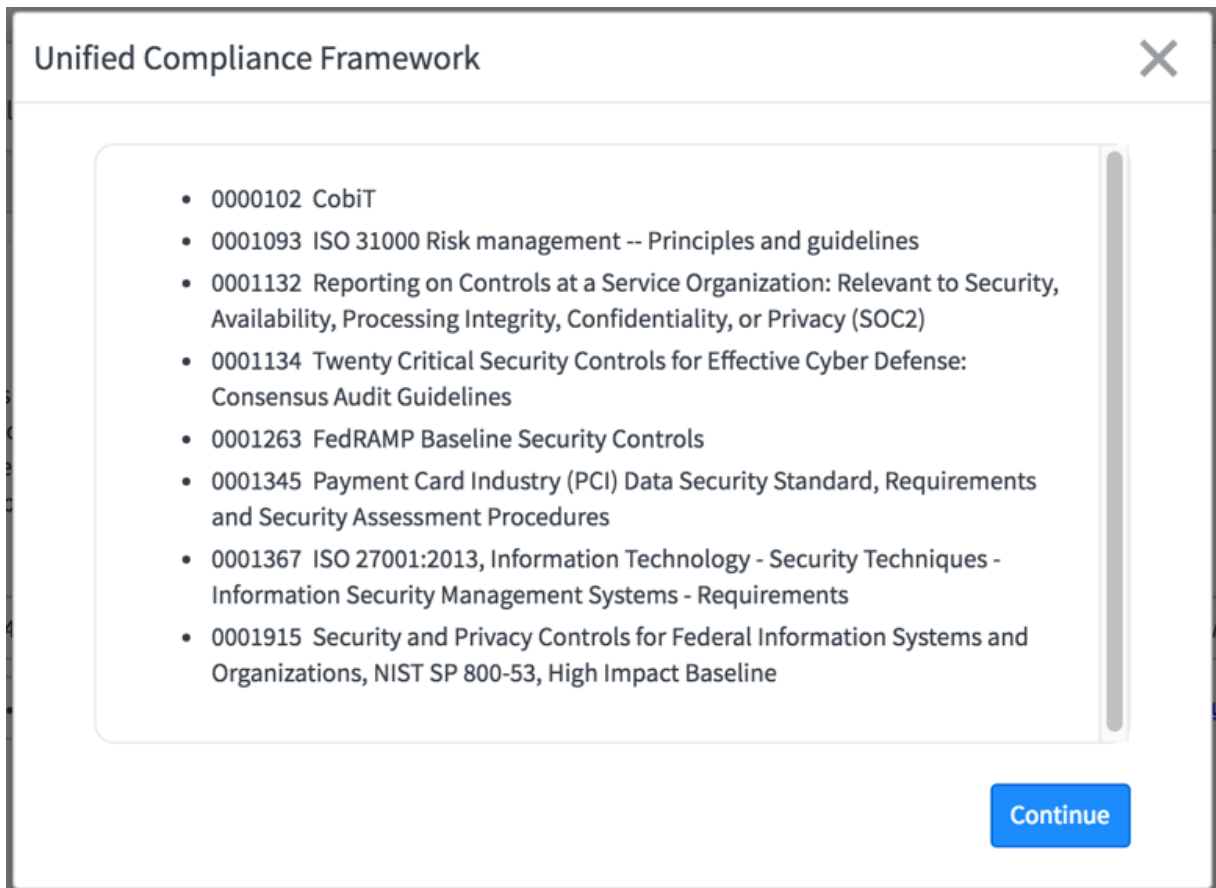 Unified Compliance Framework
• 0000102 CobiT
• 0001093 ISO 31000 Risk management -- Principles and guidelines
• 0001132 Reporting on Controls at a Service Organization: Relevant to Security,
Availability, Processing Integrity, Confidentiality, or Privacy (SOC2)
• 0001134 Twenty Critical Security Controls for Effective Cyber Defense:
Consensus Audit Guidelines
• 0001263 FedRAMP Baseline Security Controls
• 0001345 Payment Card Industry (PCI) Data Security Standard, Requirements
and Security Assessment Procedures
• 0001367 ISO 27001:2013, Information Technology - Security Techniques -
Information Security Management Systems - Requirements
• 0001915 Security and Privacy Controls for Federal Information Systems and
Organizations, NIST SP 800-53, High Impact Baseline
Continue